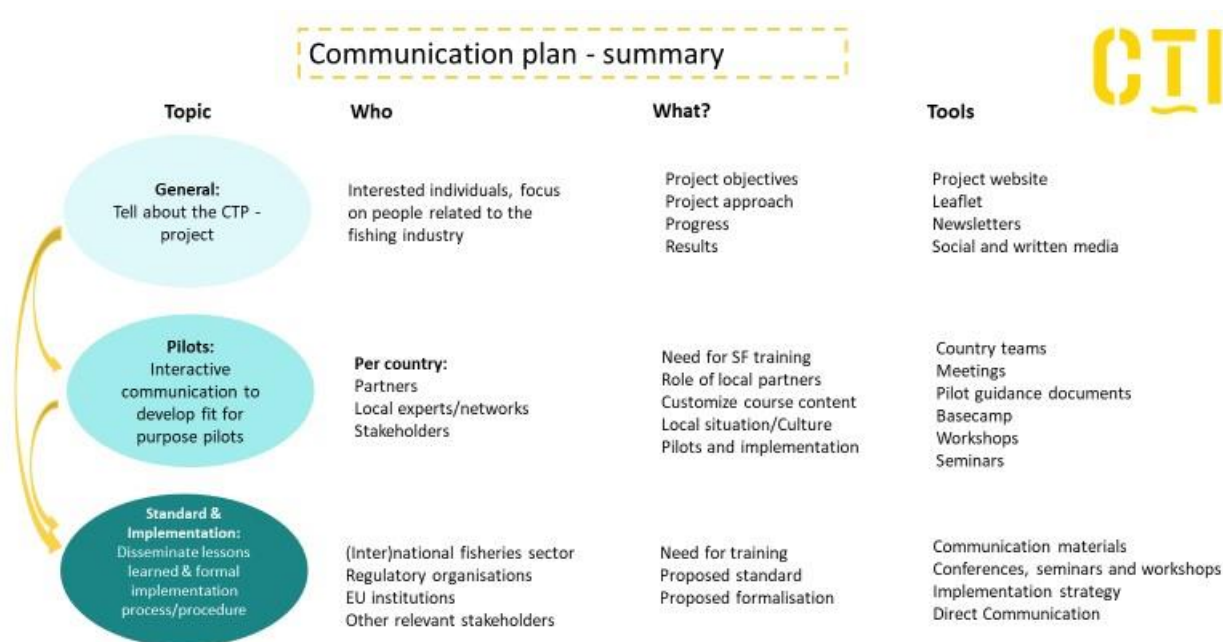 Communication plan - summary
CTI
Topic
Who
What?
Tools
General:
Tell about the CTP -
project
Interested individuals, focus
on people related to the
fishing industry
Project objectives
Project approach
Progress
Results
Project website
Leaflet
Newsletters
Social and written media
Pilots:
Interactive
communication to
develop fit for
purpose pilots
Per country:
Partners
Local experts/networks
Stakeholders
Need for SF training
Role of local partners
Customize course content
Local situation/Culture
Pilots and implementation
Country teams
Meetings
Pilot guidance documents
Basecamp
Workshops
Seminars
Standard &
Implementation:
Disseminate lessons
learned & formal
implementation
process/procedure
(Inter)national fisheries sector
Regulatory organisations
EU institutions
Other relevant stakeholders
Need for training
Proposed standard
Proposed formalisation
Communication materials
Conferences, seminars and workshops
Implementation strategy
Direct Communication